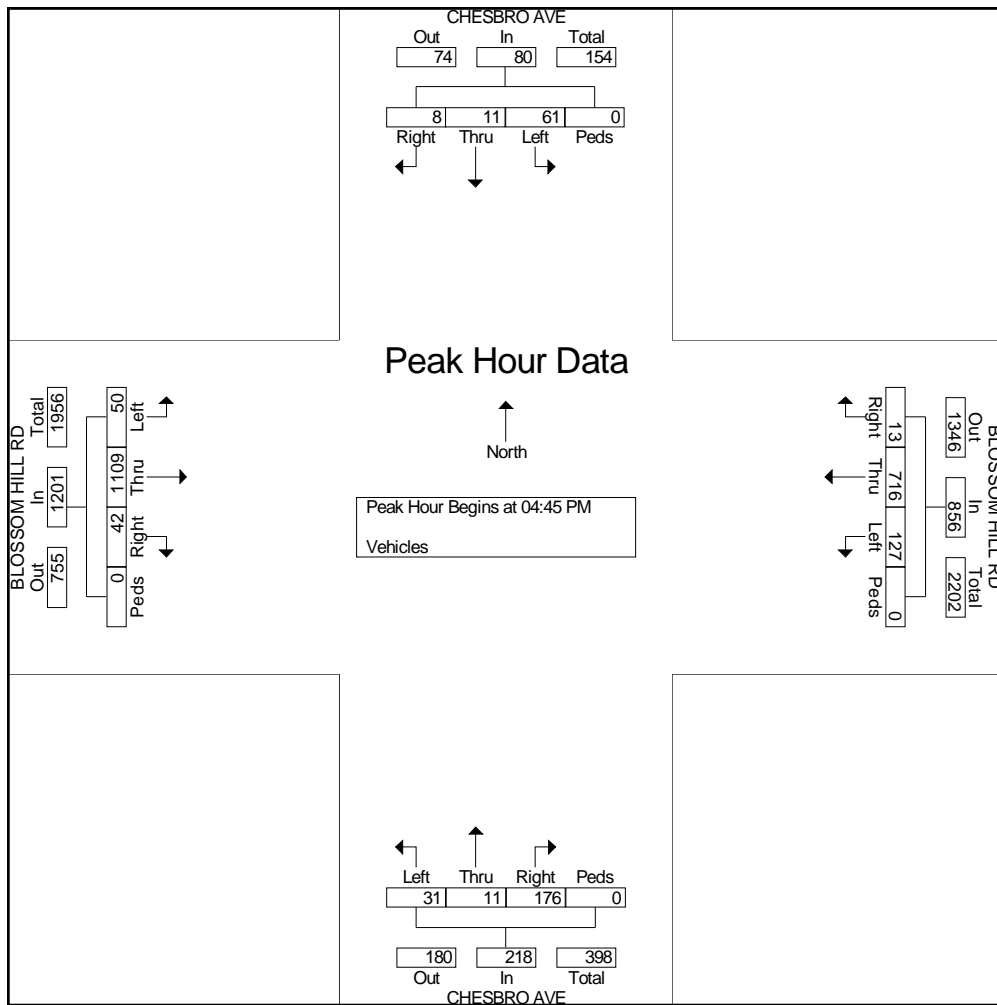 CHESBRO AVE
Out In Total
74 80 154
8 11 61 0
Right Thru Left Peds
Peak Hour Data
North
Peak Hour Begins at 04:45 PM
Vehicles
BLOSSOM HILL RD
Out In Total
755 1201 1956
50 1109 42 0
Left Thru Right Peds
BLOSSOM HILL RD
Out In Total
1346 856 2202
13 716 127 0
Right Thru Left Peds
Left Thru Right Peds
31 11 176 0
180 218 398
Out In Total
CHESBRO AVE